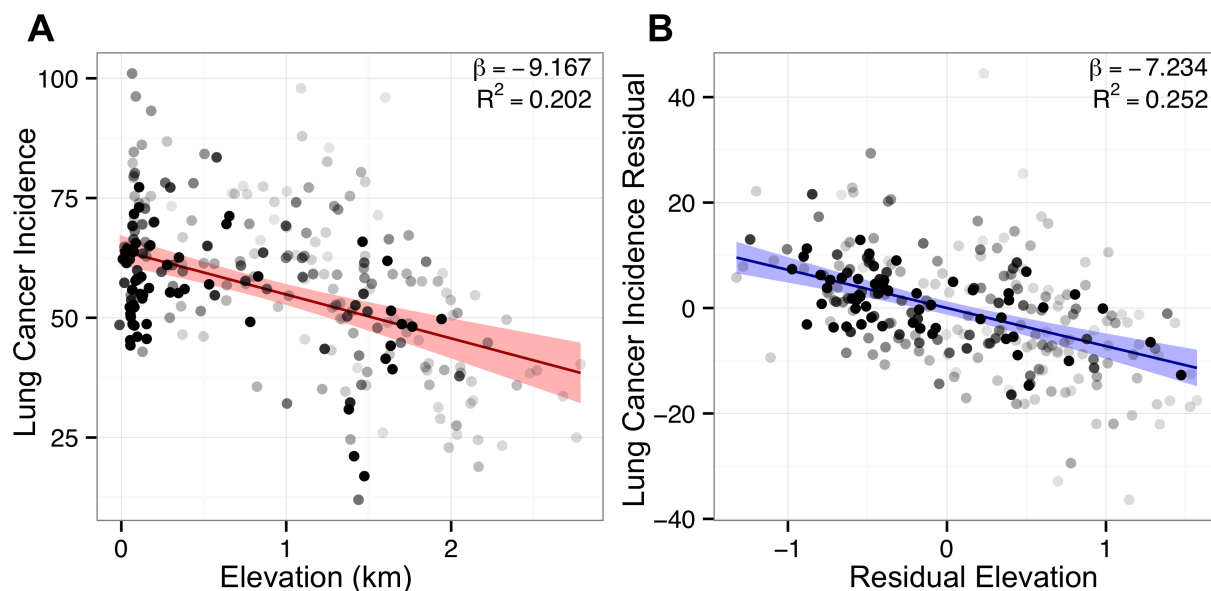 A
β = −9.167
R² = 0.202
100
75
50
25
Lung Cancer Incidence
0 1 2
Elevation (km)
B
β = −7.234
R² = 0.252
40
20
0
−20
−40
Lung Cancer Incidence Residual
−1 0 1
Residual Elevation